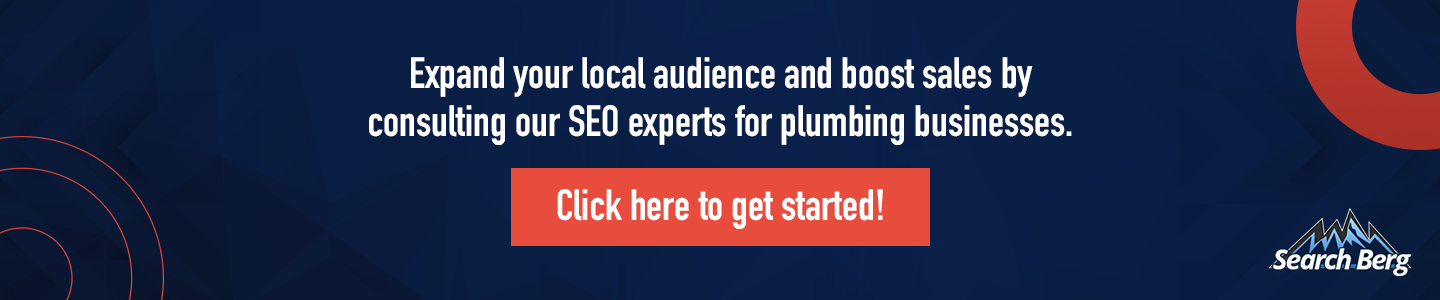 Expand your local audience and boost sales by
consulting our SEO experts for plumbing businesses.
Click here to get started!
Search Berg